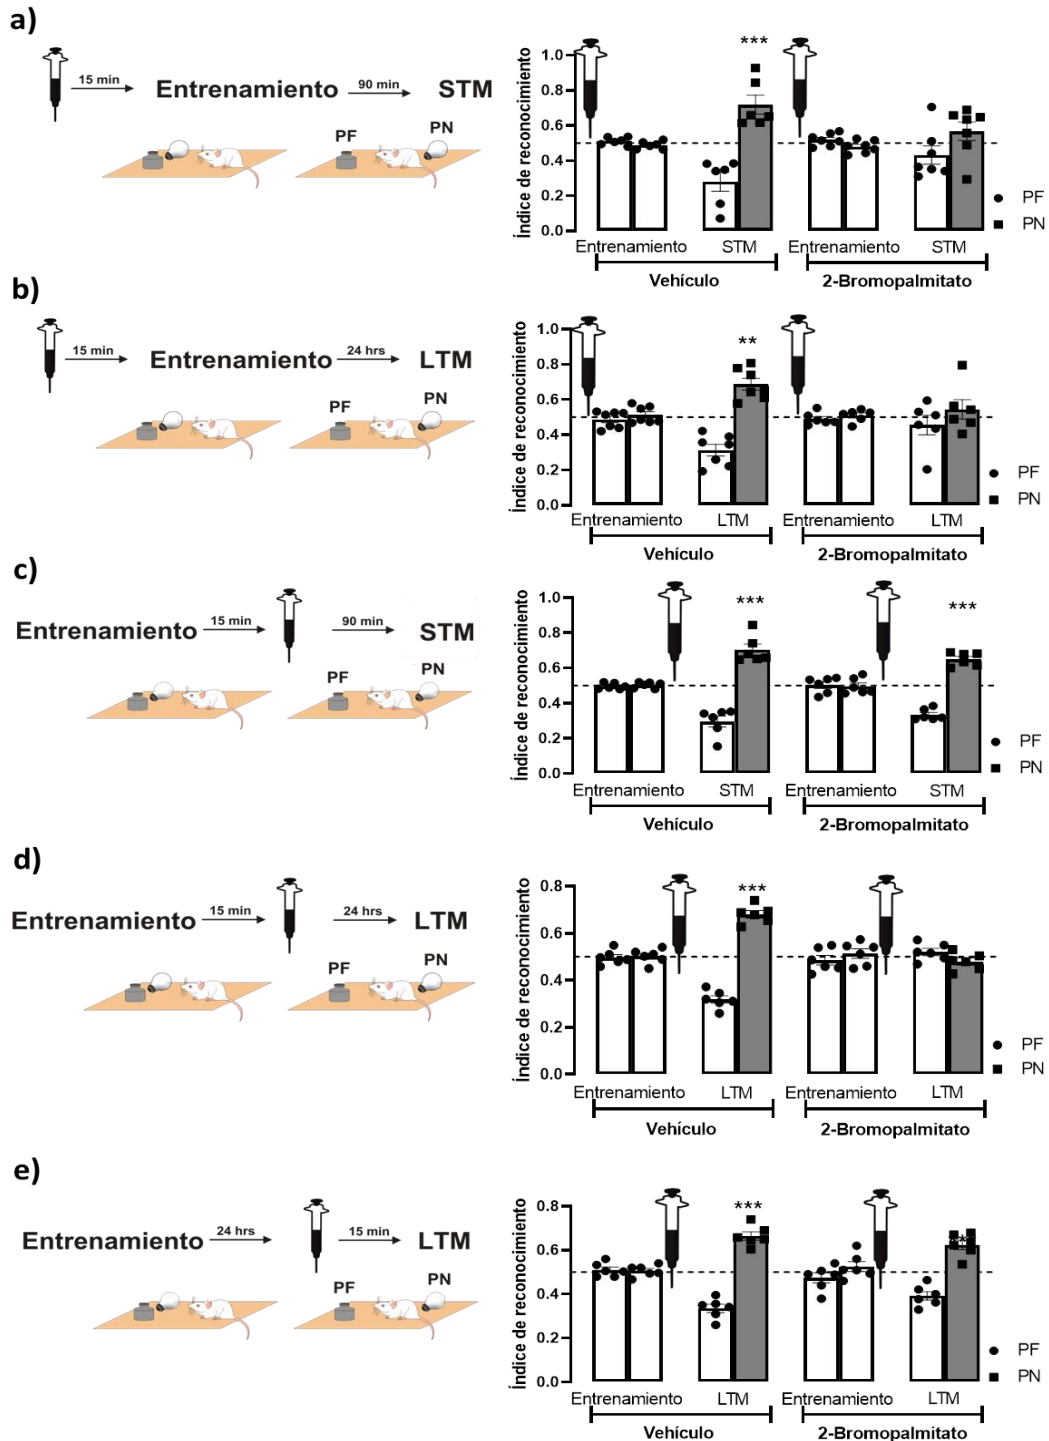 a)
15 min
Entrenamiento
90 min
STM
PF
PN
Índice de reconocimiento
1.0
0.8
0.6
0.4
0.2
0.0
***
Entrenamiento
STM
Entrenamiento
STM
Vehículo
2-Bromopalmitato
PF
PN
b)
15 min
Entrenamiento
24 hrs
LTM
PF
PN
Índice de reconocimiento
1.0
0.8
0.6
0.4
0.2
0.0
**
Entrenamiento
LTM
Entrenamiento
LTM
Vehículo
2-Bromopalmitato
PF
PN
c)
Entrenamiento
15 min
90 min
STM
PF
PN
Índice de reconocimiento
1.0
0.8
0.6
0.4
0.2
0.0
***
***
Entrenamiento
STM
Entrenamiento
STM
Vehículo
2-Bromopalmitato
PF
PN
d)
Entrenamiento
15 min
24 hrs
LTM
PF
PN
Índice de reconocimiento
0.8
0.6
0.4
0.2
0.0
***
Entrenamiento
LTM
Entrenamiento
LTM
Vehículo
2-Bromopalmitato
PF
PN
e)
Entrenamiento
24 hrs
15 min
LTM
PF
PN
Índice de reconocimiento
0.8
0.6
0.4
0.2
0.0
***
Entrenamiento
LTM
Entrenamiento
LTM
Vehículo
2-Bromopalmitato
PF
PN